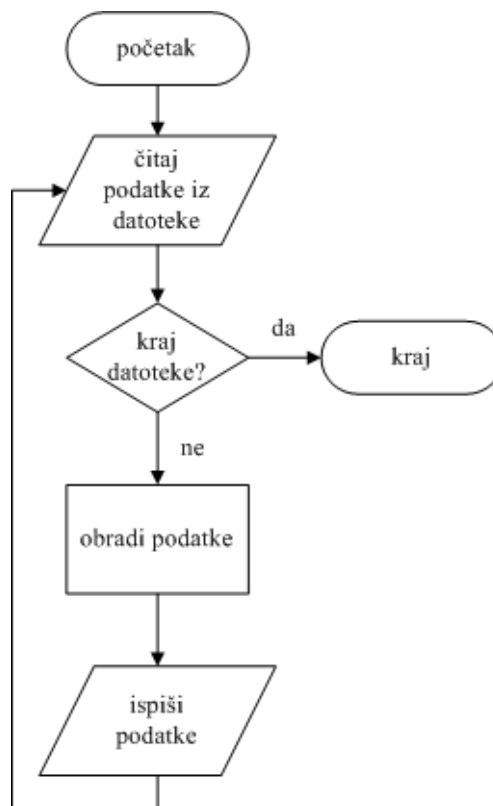 početak
čitaj
podatke iz
datoteke
kraj
datoteke?
da
kraj
ne
obradi podatke
ispiši
podatke